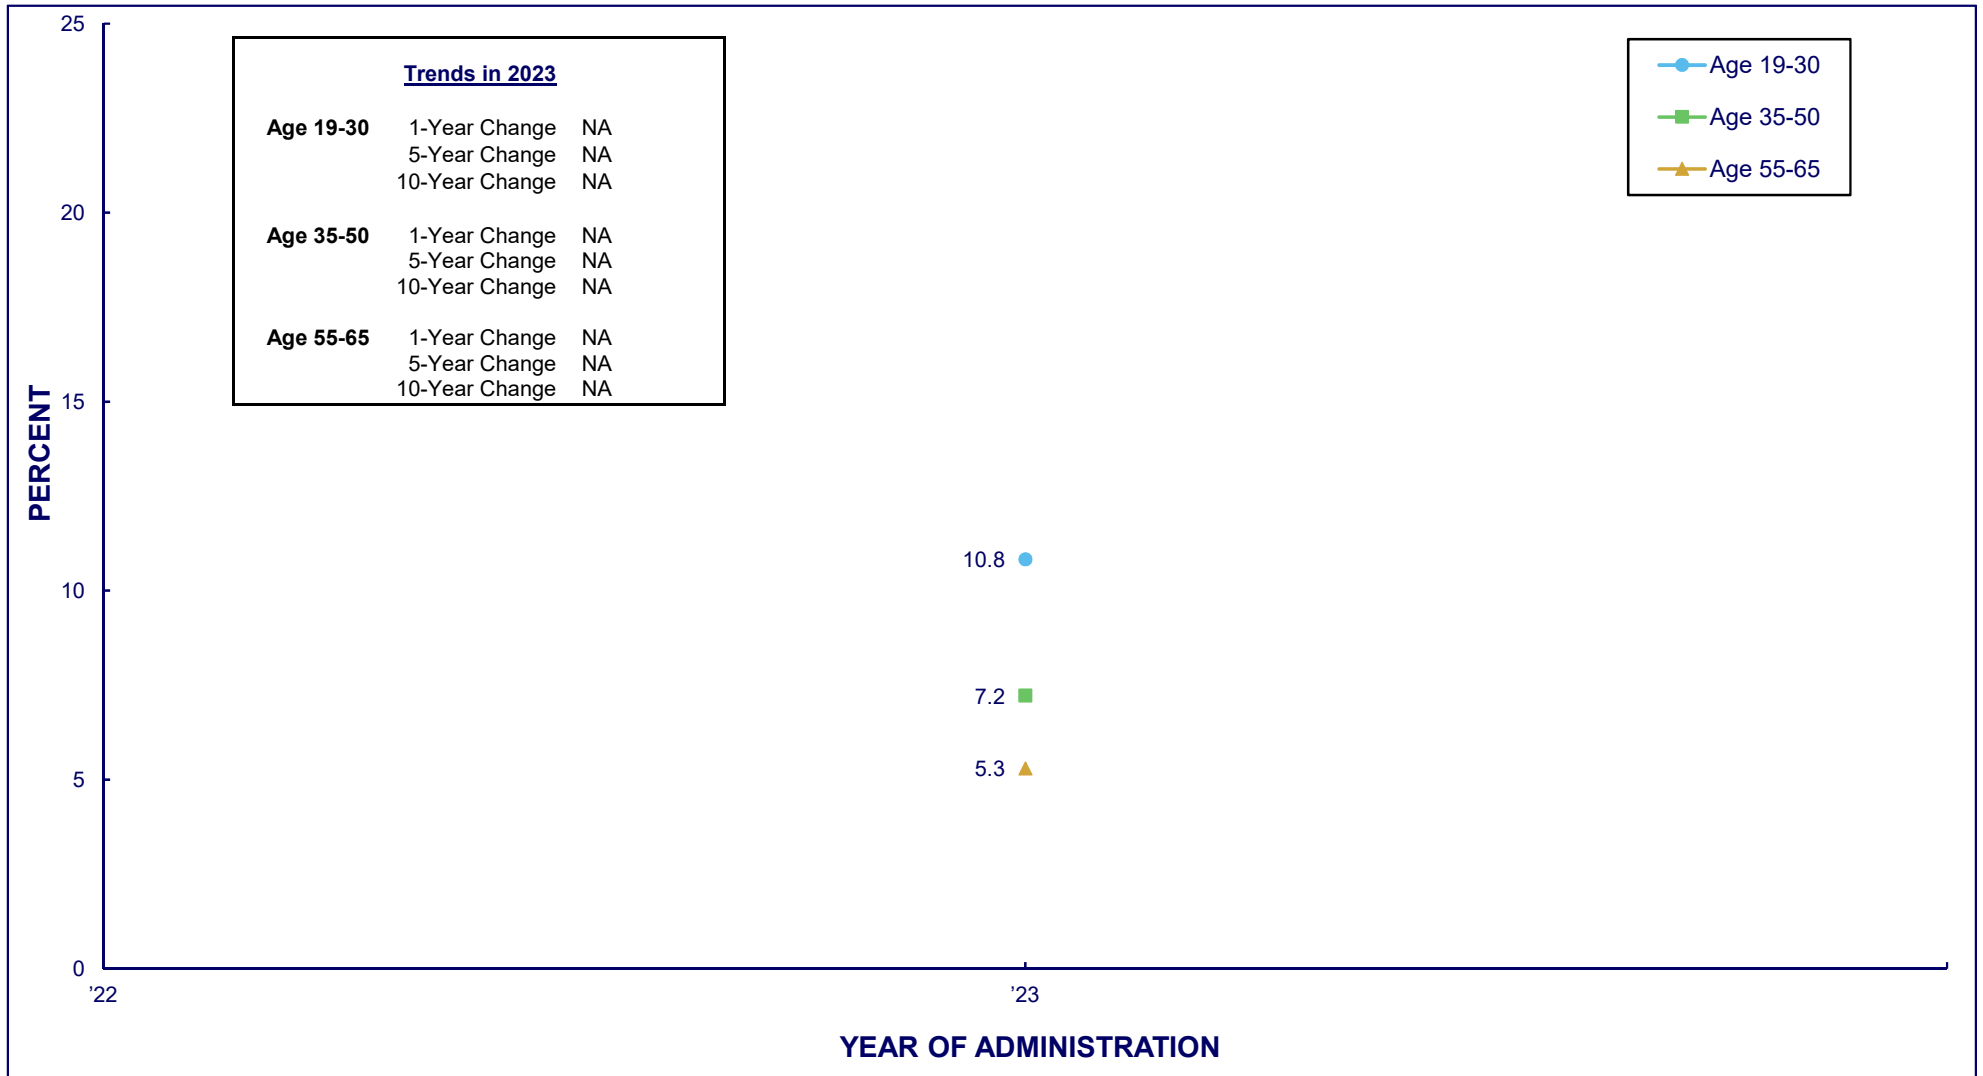 25
20
15
10
5
0
PERCENT
Trends in 2023
Age 19-30 1-Year Change NA
5-Year Change NA
10-Year Change NA
Age 35-50 1-Year Change NA
5-Year Change NA
10-Year Change NA
Age 55-65 1-Year Change NA
5-Year Change NA
10-Year Change NA
Age 19-30
Age 35-50
Age 55-65
10.8
7.2
5.3
’22 ’23
YEAR OF ADMINISTRATION